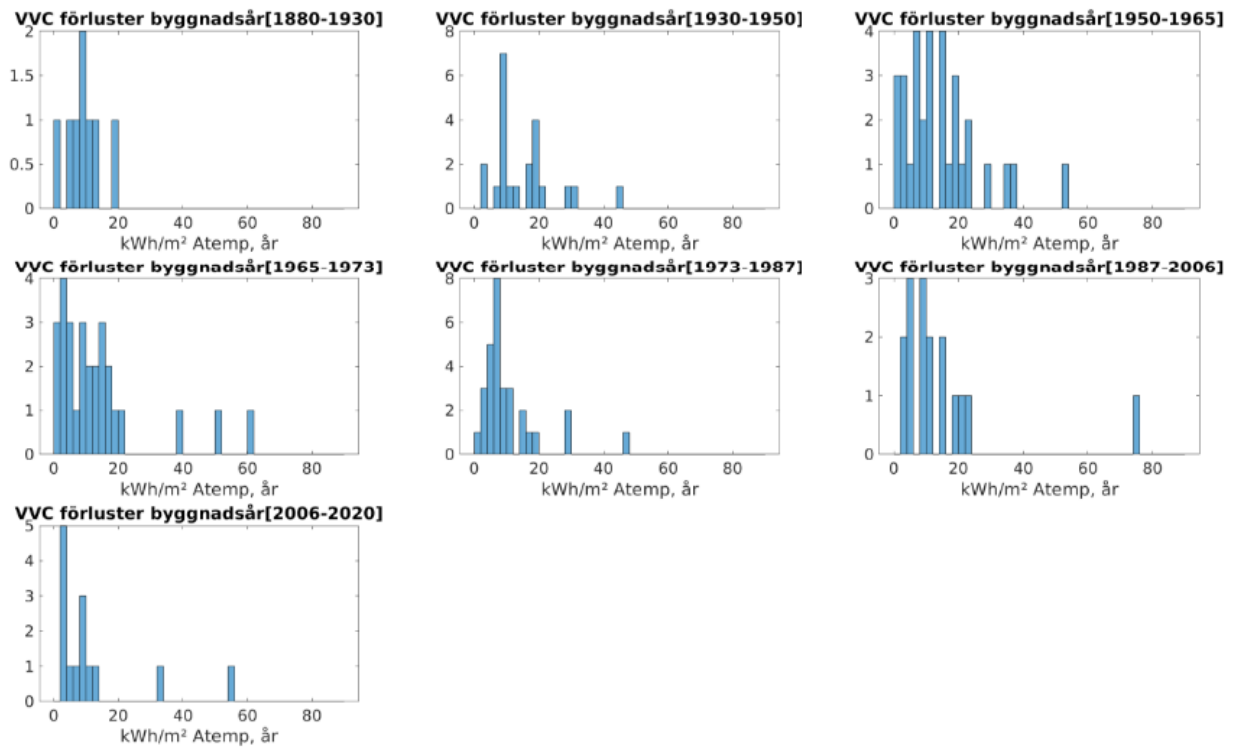 VVC förluster byggnadsår[1880-1930]
2
1.5
1
0.5
0
0 20 40 60 80
kWh/m² Atemp, år
VVC förluster byggnadsår[1930-1950]
8
6
4
2
0
0 20 40 60 80
kWh/m² Atemp, år
VVC förluster byggnadsår[1950-1965]
4
3
2
1
0
0 20 40 60 80
kWh/m² Atemp, år
VVC förluster byggnadsår[1965-1973]
4
3
2
1
0
0 20 40 60 80
kWh/m² Atemp, år
VVC förluster byggnadsår[1973-1987]
8
6
4
2
0
0 20 40 60 80
kWh/m² Atemp, år
VVC förluster byggnadsår[1987-2006]
3
2
1
0
0 20 40 60 80
kWh/m² Atemp, år
VVC förluster byggnadsår[2006-2020]
5
4
3
2
1
0
0 20 40 60 80
kWh/m² Atemp, år